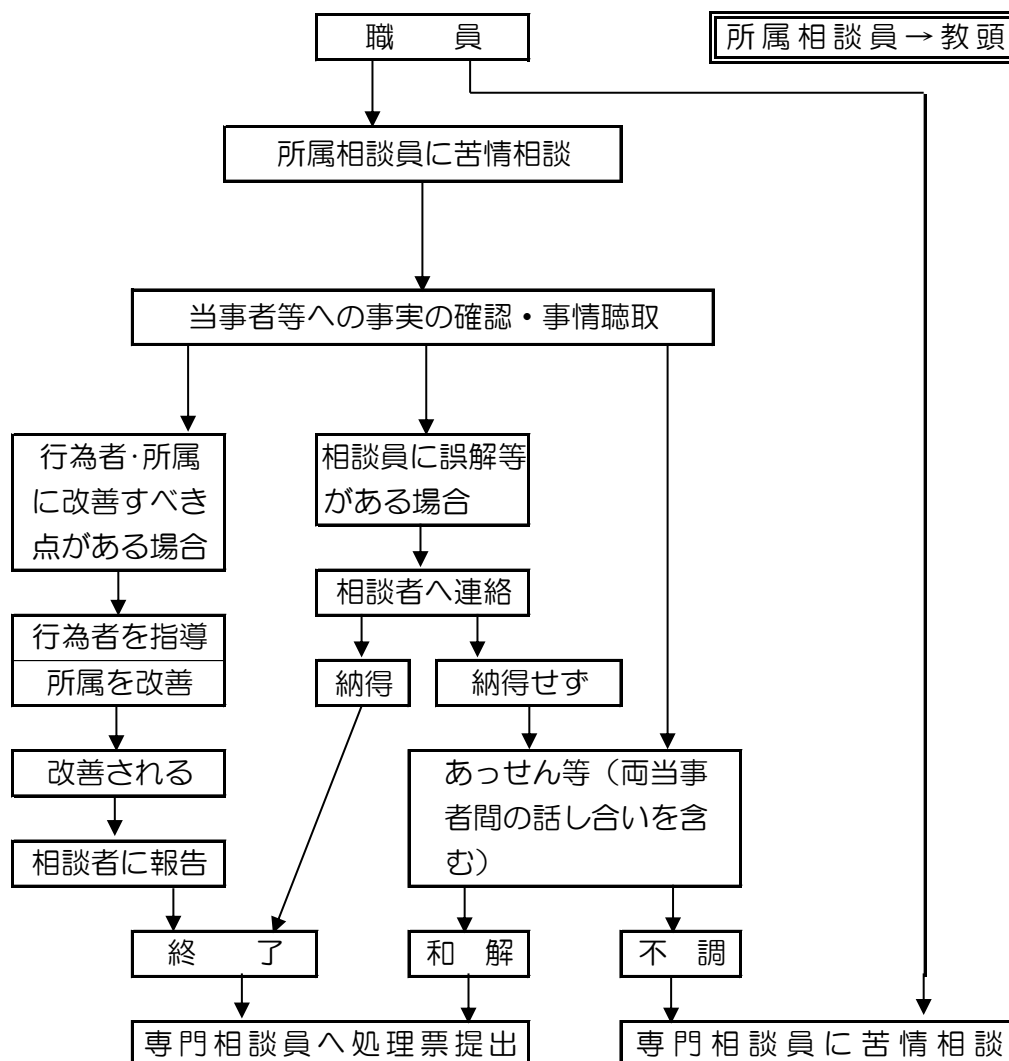 職　員
所属相談員→教頭
所属相談員に苦情相談
当事者等への事実の確認・事情聴取
行為者・所属
に改善すべき
点がある場合
相談員に誤解等
がある場合
相談者へ連絡
行為者を指導
所属を改善
納得
納得せず
改善される
あっせん等（両当事
者間の話し合いを含
む）
相談者に報告
終　了
和　解
不　調
専門相談員へ処理票提出
専門相談員に苦情相談